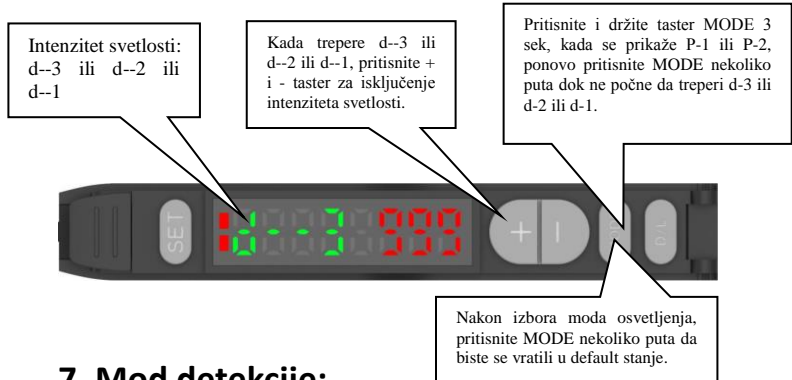 Intenzitet svetlosti:
d--3 ili d--2 ili
d--1
Kada trepere d--3 ili
d--2 ili d--1, pritisnite +
i - taster za isključenje
intenziteta svetlosti.
Pritisnite i držite taster MODE 3
sek, kada se prikaže P-1 ili P-2,
ponovo pritisnite MODE nekoliko
puta dok ne počne da treperi d-3 ili
d-2 ili d-1.
SET
d--3 999
+ -
D/L
Nakon izbora moda osvetljenja,
pritisnite MODE nekoliko puta da
biste se vratili u default stanje.
7. Mod detekcije: